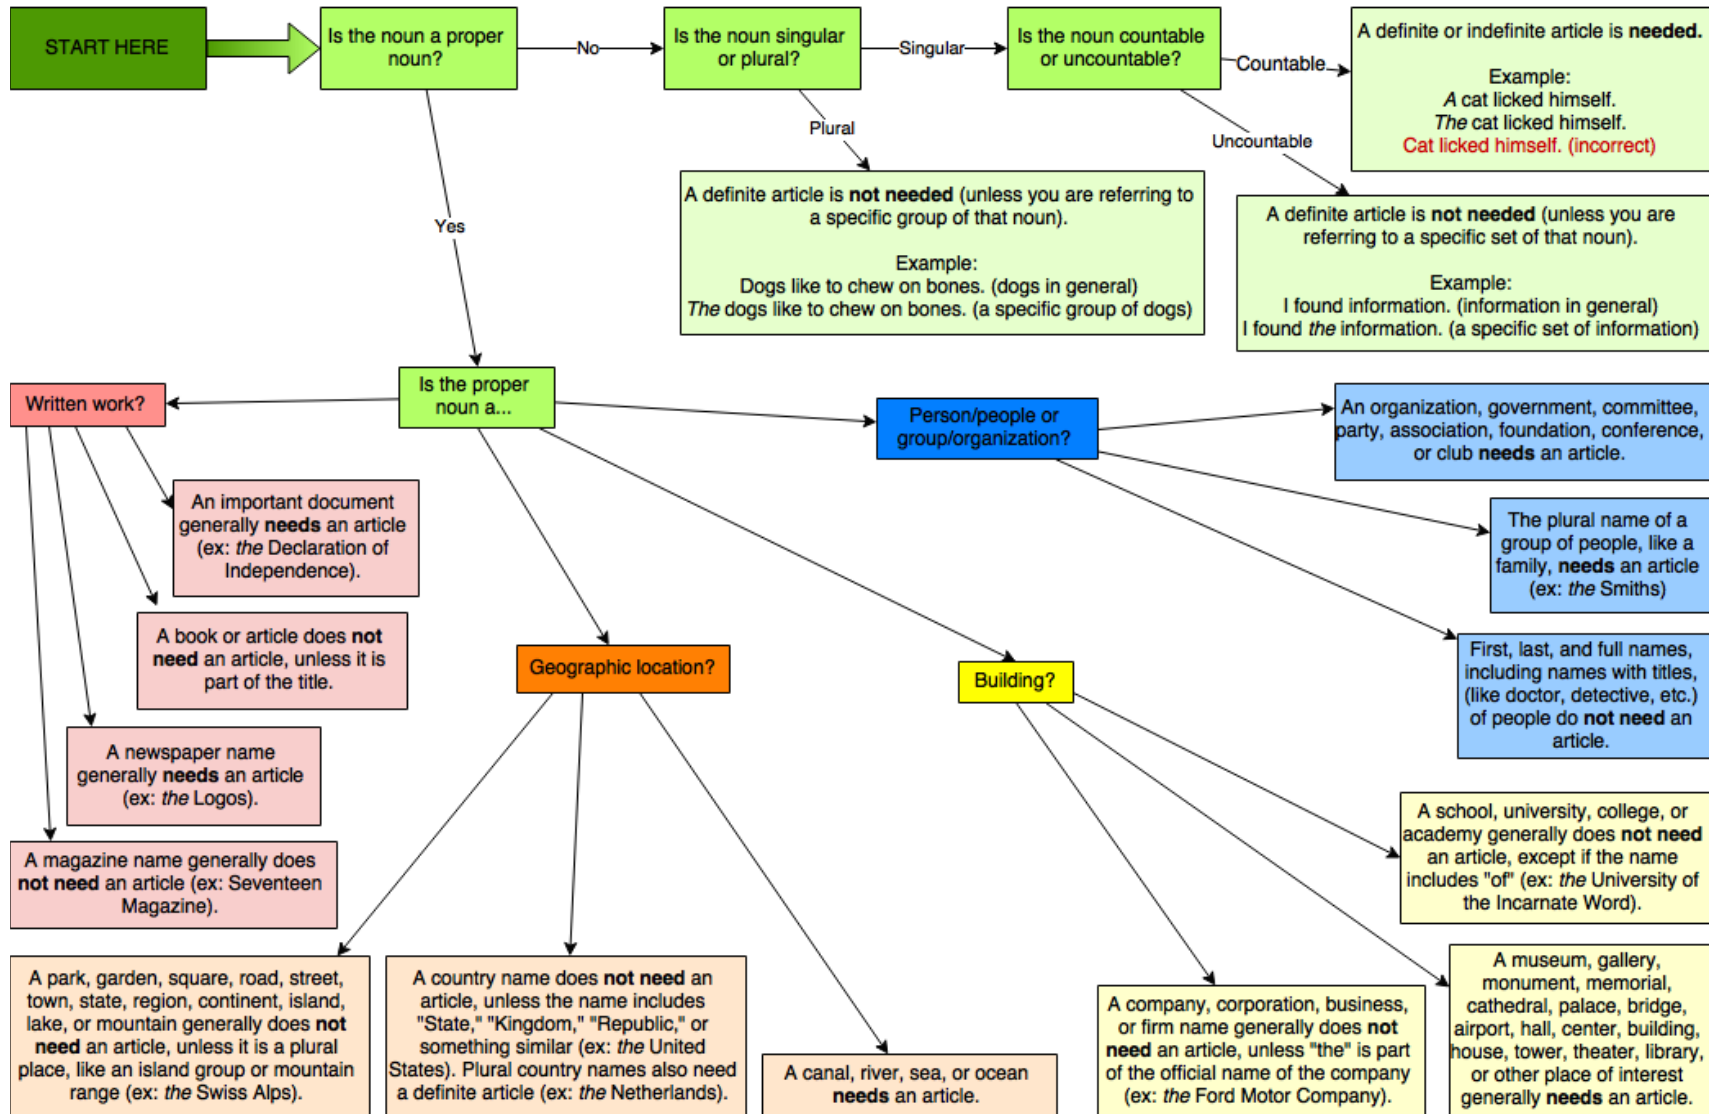 START HERE
Is the noun a proper
noun?
No
Is the noun singular
or plural?
Singular
Is the noun countable
or uncountable?
Countable
A definite or indefinite article is needed.
Example:
A cat licked himself.
The cat licked himself.
Cat licked himself. (incorrect)
Plural
Uncountable
A definite article is not needed (unless you are referring to
a specific group of that noun).
Example:
Dogs like to chew on bones. (dogs in general)
The dogs like to chew on bones. (a specific group of dogs)
A definite article is not needed (unless you are
referring to a specific set of that noun).
Example:
I found information. (information in general)
I found the information. (a specific set of information)
Yes
Is the proper
noun a...
Written work?
An important document
generally needs an article
(ex: the Declaration of
Independence).
A book or article does not
need an article, unless it is
part of the title.
A newspaper name
generally needs an article
(ex: the Logos).
A magazine name generally does
not need an article (ex: Seventeen
Magazine).
Person/people or
group/organization?
An organization, government, committee,
party, association, foundation, conference,
or club needs an article.
The plural name of a
group of people, like a
family, needs an article
(ex: the Smiths)
First, last, and full names,
including names with titles,
(like doctor, detective, etc.)
of people do not need an
article.
Geographic location?
A park, garden, square, road, street,
town, state, region, continent, island,
lake, or mountain generally does not
need an article, unless it is a plural
place, like an island group or mountain
range (ex: the Swiss Alps).
A country name does not need an
article, unless the name includes
"State," "Kingdom," "Republic," or
something similar (ex: the United
States). Plural country names also need
a definite article (ex: the Netherlands).
A canal, river, sea, or ocean
needs an article.
Building?
A company, corporation, business,
or firm name generally does not
need an article, unless "the" is part
of the official name of the company
(ex: the Ford Motor Company).
A school, university, college, or
academy generally does not need
an article, except if the name
includes "of" (ex: the University of
the Incarnate Word).
A museum, gallery,
monument, memorial,
cathedral, palace, bridge,
airport, hall, center, building,
house, tower, theater, library,
or other place of interest
generally needs an article.